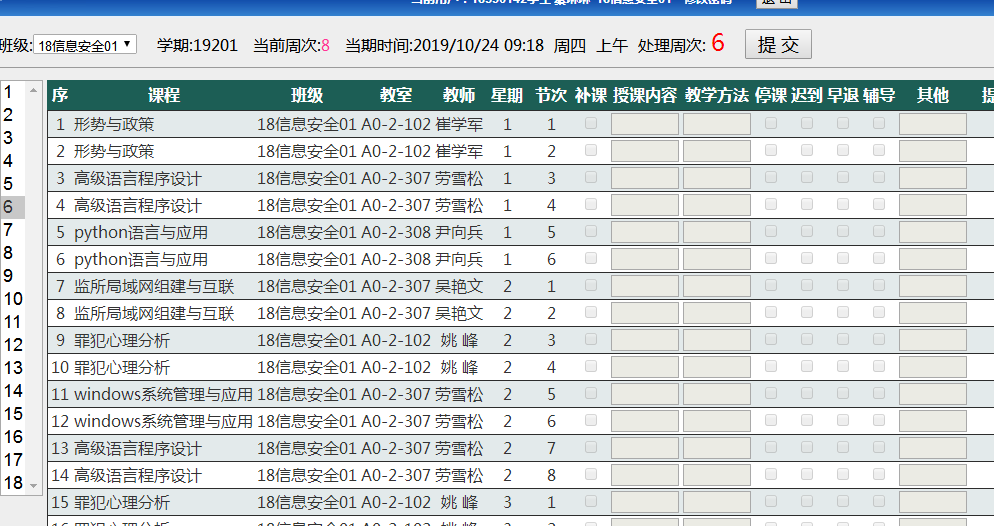 班级: 18信息安全01 学期:19201 当前周次:8 当期时间:2019/10/24 09:18 周四 上午 处理周次: 6 提 交
序 课程 班级 教室 教师 星期 节次 补课 授课内容 教学方法 停课 迟到 早退 辅导 其他
1 形势与政策 18信息安全01 A0-2-102 崔学军 1 1
2 形势与政策 18信息安全01 A0-2-102 崔学军 1 2
3 高级语言程序设计 18信息安全01 A0-2-307 劳雪松 1 3
4 高级语言程序设计 18信息安全01 A0-2-307 劳雪松 1 4
5 python语言与应用 18信息安全01 A0-2-308 尹向兵 1 5
6 python语言与应用 18信息安全01 A0-2-308 尹向兵 1 6
7 监所局域网组建与互联 18信息安全01 A0-2-307 吴艳文 2 1
8 监所局域网组建与互联 18信息安全01 A0-2-307 吴艳文 2 2
9 罪犯心理分析 18信息安全01 A0-2-102 姚 峰 2 3
10 罪犯心理分析 18信息安全01 A0-2-102 姚 峰 2 4
11 windows系统管理与应用 18信息安全01 A0-2-307 劳雪松 2 5
12 windows系统管理与应用 18信息安全01 A0-2-307 劳雪松 2 6
13 高级语言程序设计 18信息安全01 A0-2-307 劳雪松 2 7
14 高级语言程序设计 18信息安全01 A0-2-307 劳雪松 2 8
15 罪犯心理分析 18信息安全01 A0-2-102 姚 峰 3 1
1
2
3
4
5
6
7
8
9
10
11
12
13
14
15
16
17
18